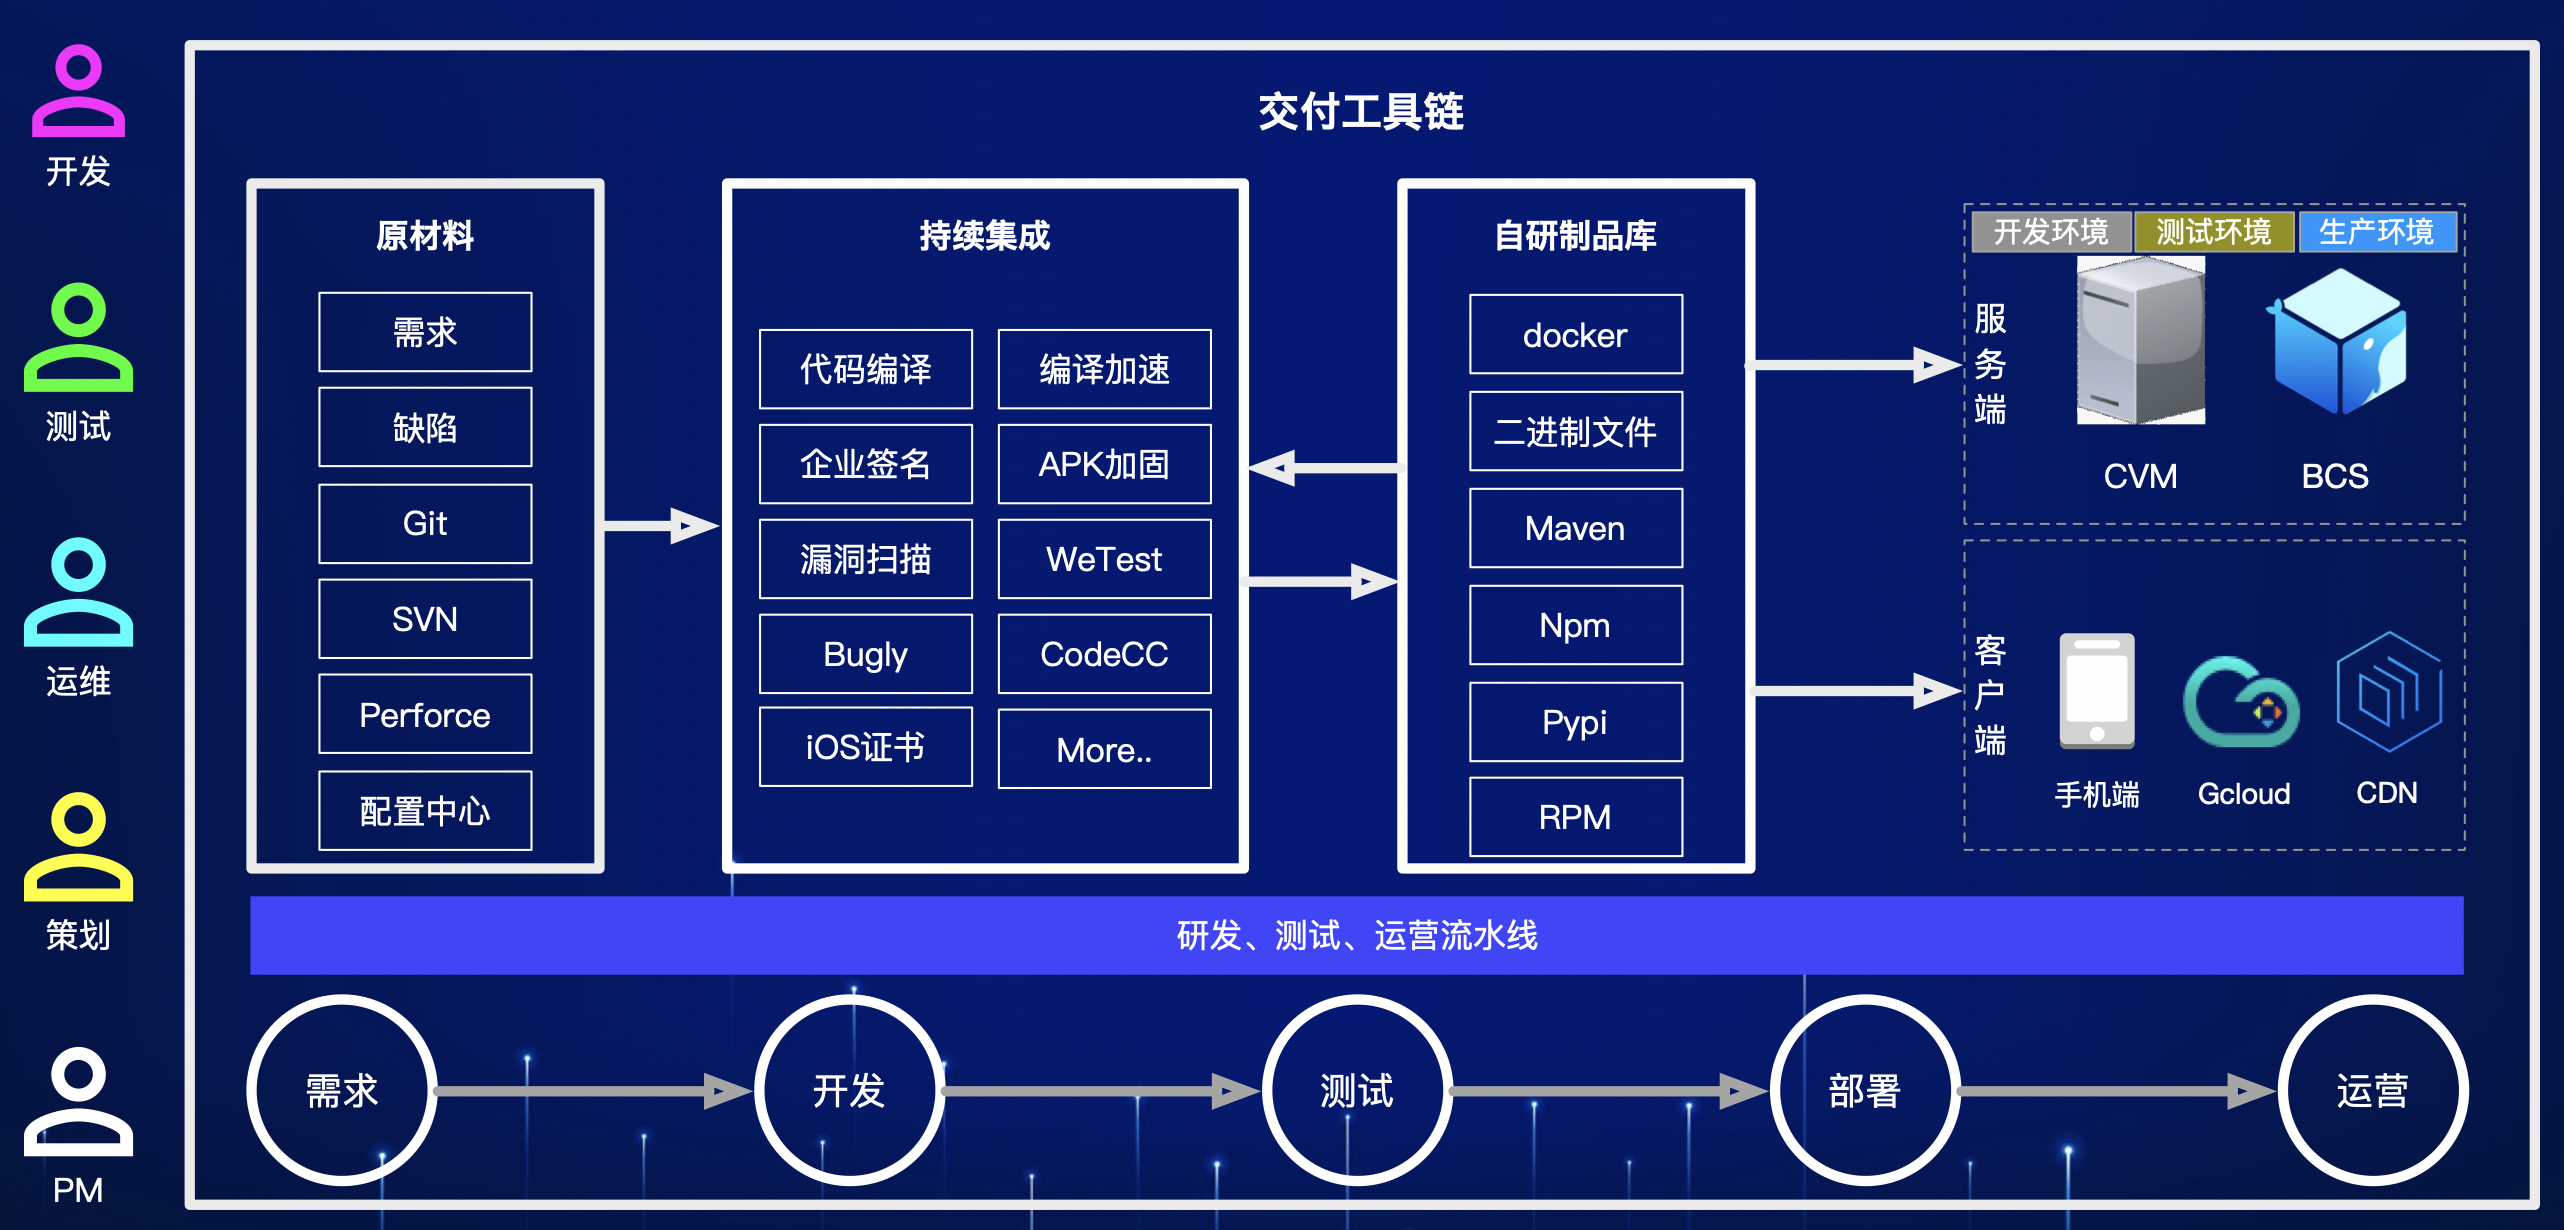 开发
测试
运维
策划
PM
交付工具链
原材料
需求
缺陷
Git
SVN
Perforce
配置中心
持续集成
代码编译
编译加速
企业签名
APK加固
漏洞扫描
WeTest
Bugly
CodeCC
iOS证书
More..
自研制品库
docker
二进制文件
Maven
Npm
Pypi
RPM
开发环境
测试环境
生产环境
服务端
CVM
BCS
客户端
手机端
Gcloud
CDN
研发、测试、运营流水线
需求
开发
测试
部署
运营